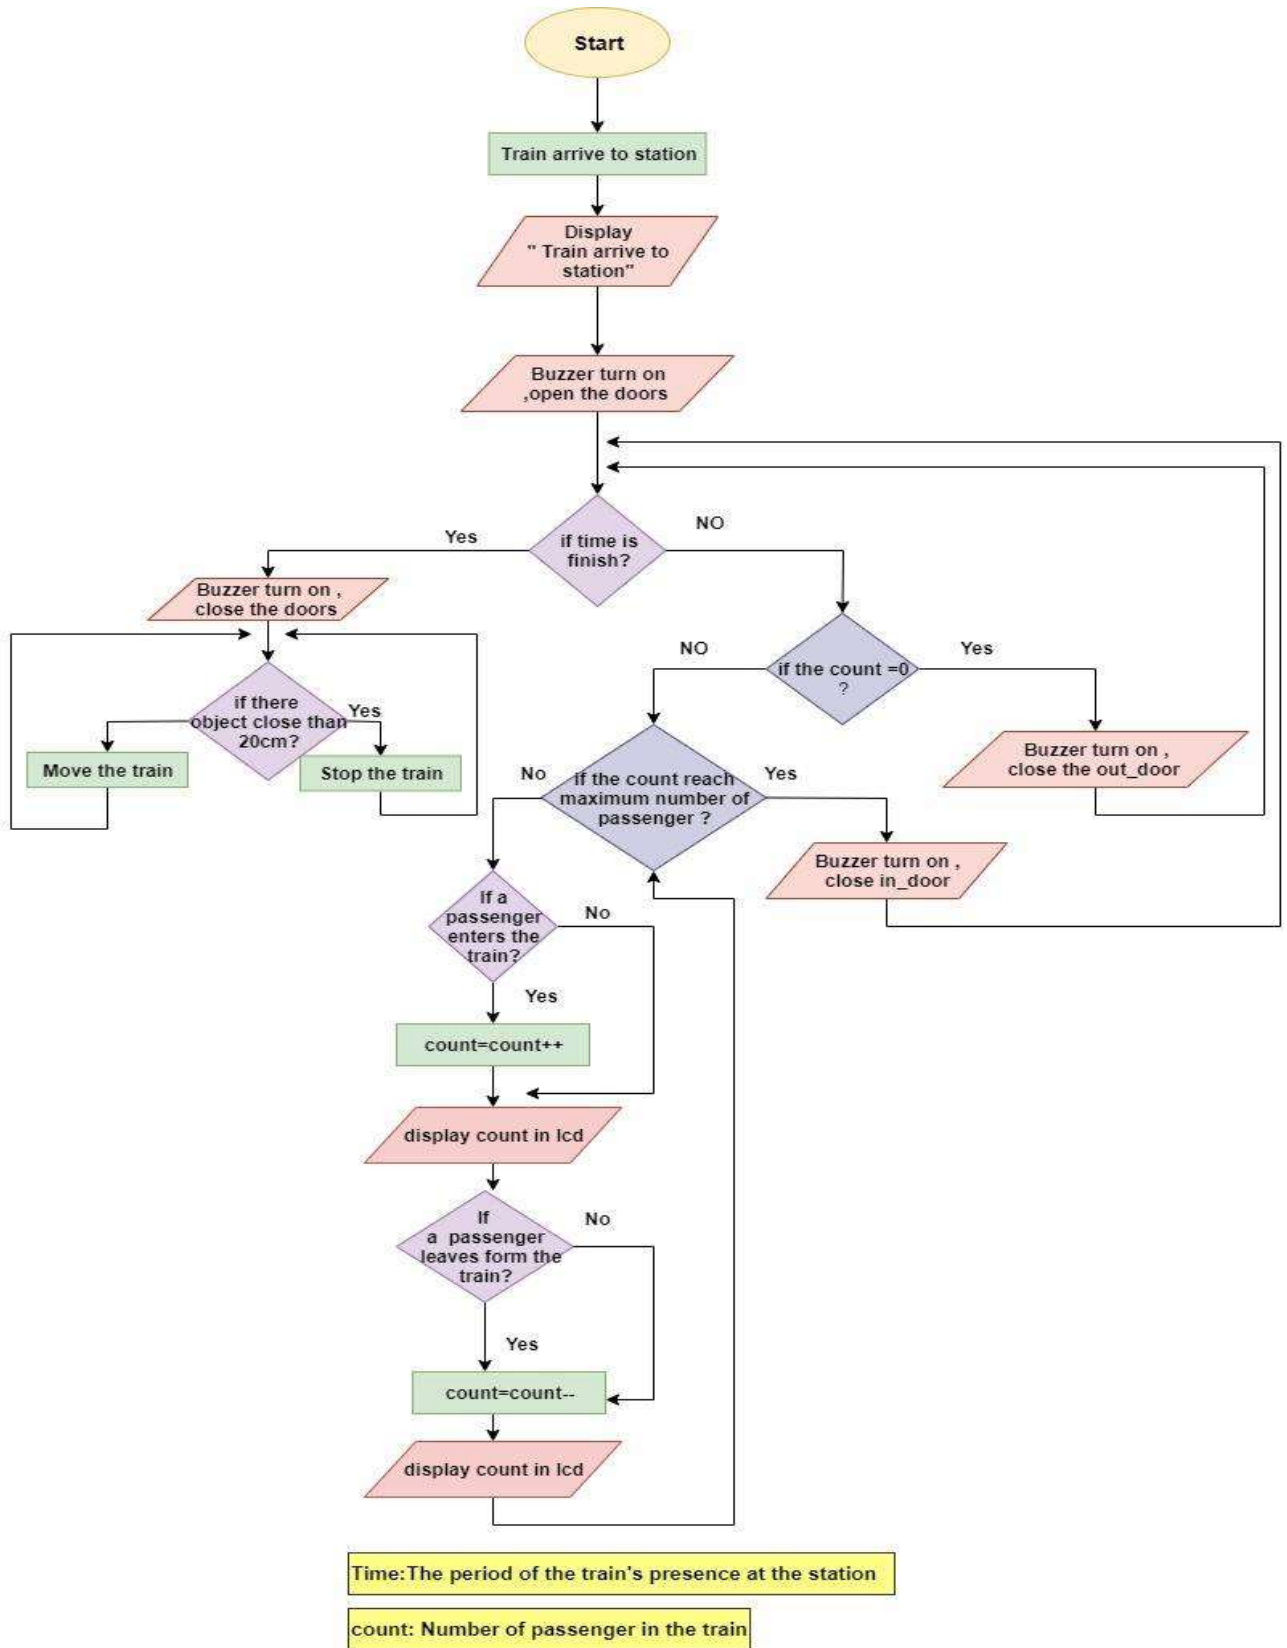 Start
Train arrive to station
Display
" Train arrive to
station"
Buzzer turn on
,open the doors
if time is
finish?
Yes
NO
Buzzer turn on ,
close the doors
if there
object close than
20cm?
Yes
Move the train
Stop the train
if the count =0
?
NO
Yes
Buzzer turn on ,
close the out_door
if the count reach
maximum number of
passenger ?
No
Yes
Buzzer turn on ,
close in_door
If a
passenger
enters the
train?
No
Yes
count=count++
display count in lcd
If
a passenger
leaves form the
train?
No
Yes
count=count--
display count in lcd
Time:The period of the train's presence at the station
count: Number of passenger in the train